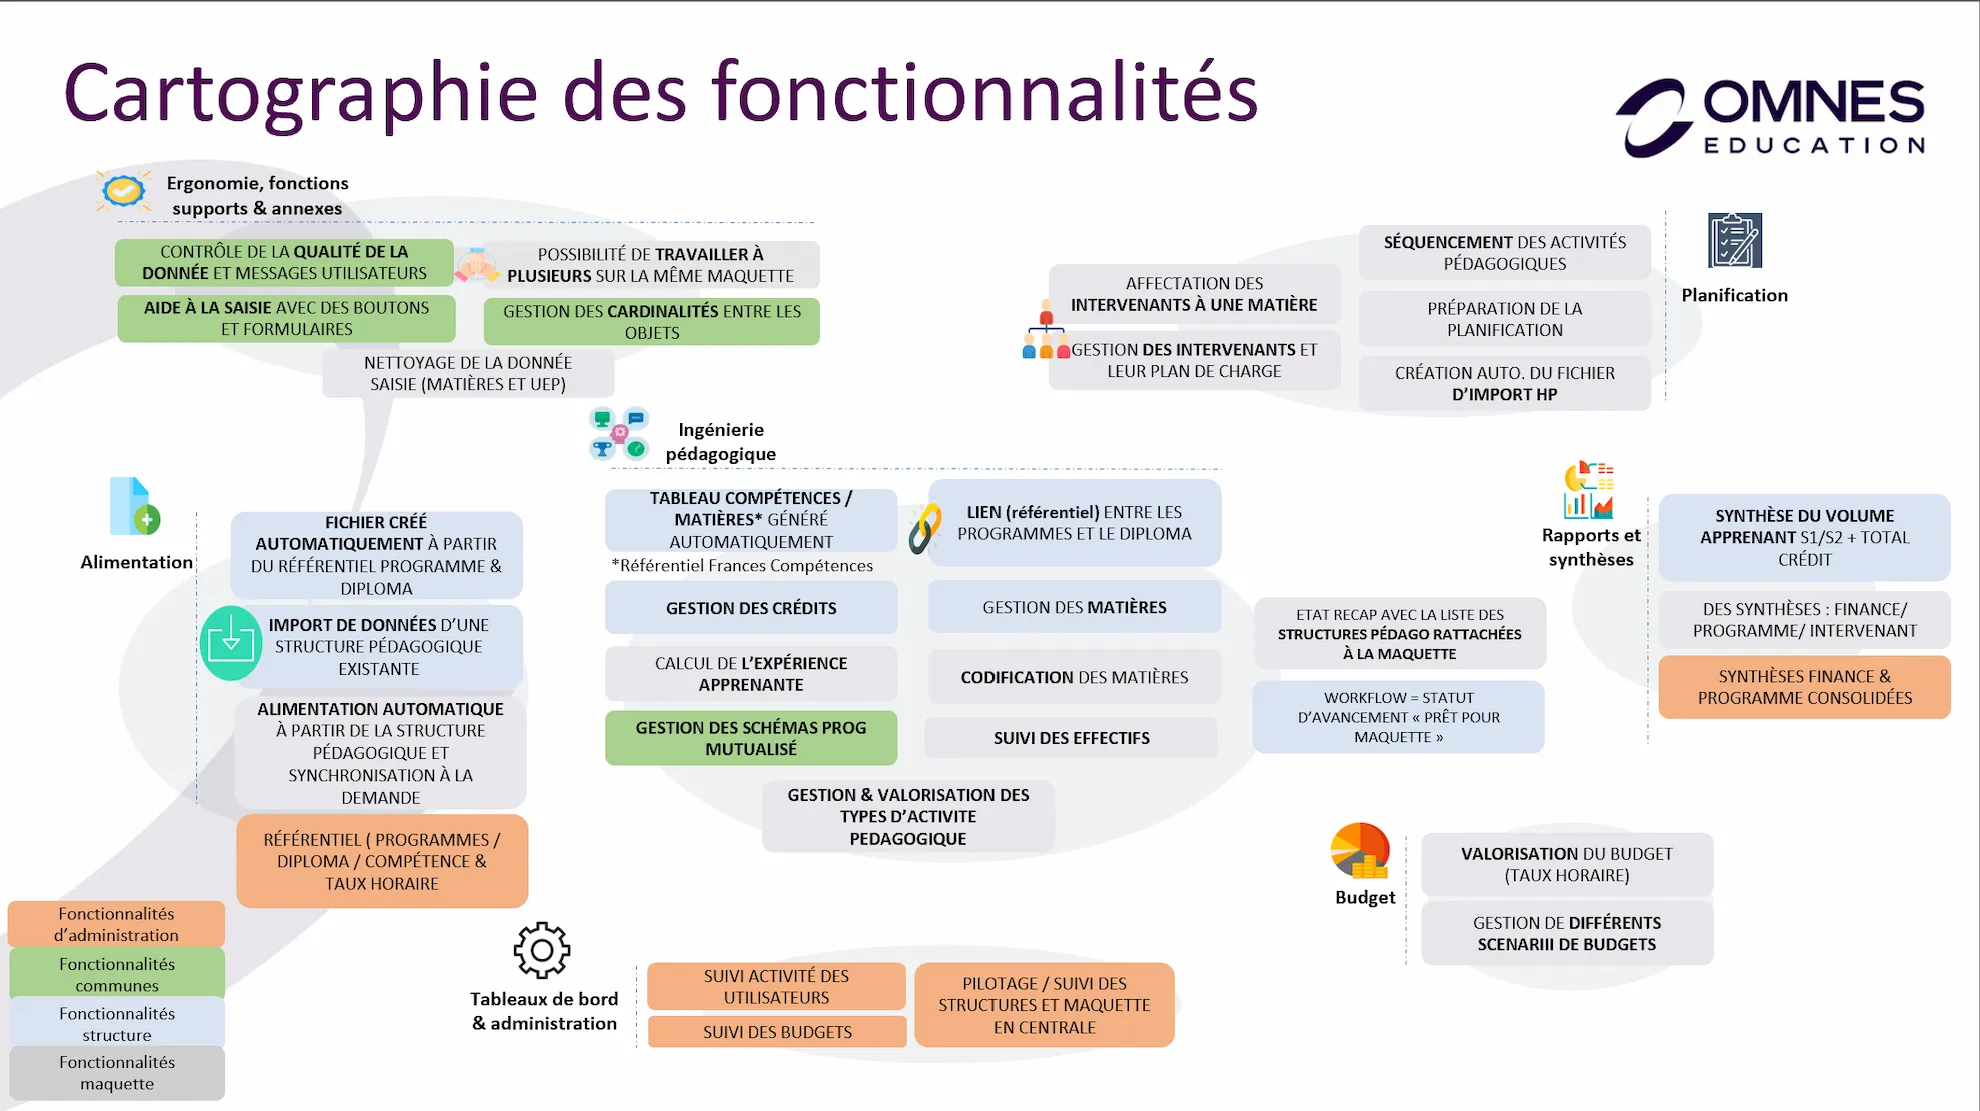 Cartographie des fonctionnalités
OMNES
EDUCATION
Ergonomie, fonctions
supports & annexes
CONTRÔLE DE LA QUALITÉ DE LA
DONNÉE ET MESSAGES UTILISATEURS
POSSIBILITÉ DE TRAVAILLER À
PLUSIEURS SUR LA MÊME MAQUETTE
AIDE À LA SAISIE AVEC DES BOUTONS
ET FORMULAIRES
GESTION DES CARDINALITÉS ENTRE LES
OBJETS
NETTOYAGE DE LA DONNÉE
SAISIE (MATIÈRES ET UEP)
AFFECTATION DES
INTERVENANTS À UNE MATIÈRE
GESTION DES INTERVENANTS ET
LEUR PLAN DE CHARGE
SÉQUENCEMENT DES ACTIVITÉS
PÉDAGOGIQUES
PRÉPARATION DE LA
PLANIFICATION
CRÉATION AUTO. DU FICHIER
D'IMPORT HP
Planification
Ingénierie
pédagogique
TABLEAU COMPÉTENCES /
MATIÈRES* GÉNÉRÉ
AUTOMATIQUEMENT
*Référentiel Frances Compétences
LIEN (référentiel) ENTRE LES
PROGRAMMES ET LE DIPLOMA
GESTION DES CRÉDITS
GESTION DES MATIÈRES
CALCUL DE L'EXPÉRIENCE
APPRENANTE
CODIFICATION DES MATIÈRES
GESTION DES SCHÉMAS PROG
MUTUALISÉ
SUIVI DES EFFECTIFS
GESTION & VALORISATION DES
TYPES D'ACTIVITE
PEDAGOGIQUE
ETAT RECAP AVEC LA LISTE DES
STRUCTURES PÉDAGO RATTACHÉES
À LA MAQUETTE
WORKFLOW = STATUT
D'AVANCEMENT « PRÊT POUR
MAQUETTE »
Alimentation
FICHIER CRÉÉ
AUTOMATIQUEMENT À PARTIR
DU RÉFÉRENTIEL PROGRAMME &
DIPLOMA
IMPORT DE DONNÉES D'UNE
STRUCTURE PÉDAGOGIQUE
EXISTANTE
ALIMENTATION AUTOMATIQUE
À PARTIR DE LA STRUCTURE
PÉDAGOGIQUE ET
SYNCHRONISATION À LA
DEMANDE
RÉFÉRENTIEL ( PROGRAMMES /
DIPLOMA / COMPÉTENCE &
TAUX HORAIRE
Rapports et
synthèses
SYNTHÈSE DU VOLUME
APPRENANT S1/S2 + TOTAL
CRÉDIT
DES SYNTHÈSES : FINANCE/
PROGRAMME/ INTERVENANT
SYNTHÈSES FINANCE &
PROGRAMME CONSOLIDÉES
Budget
VALORISATION DU BUDGET
(TAUX HORAIRE)
GESTION DE DIFFÉRENTS
SCENARIII DE BUDGETS
Tableaux de bord
& administration
SUIVI ACTIVITÉ DES
UTILISATEURS
SUIVI DES BUDGETS
PILOTAGE / SUIVI DES
STRUCTURES ET MAQUETTE
EN CENTRALE
Fonctionnalités
d'administration
Fonctionnalités
communes
Fonctionnalités
structure
Fonctionnalités
maquette